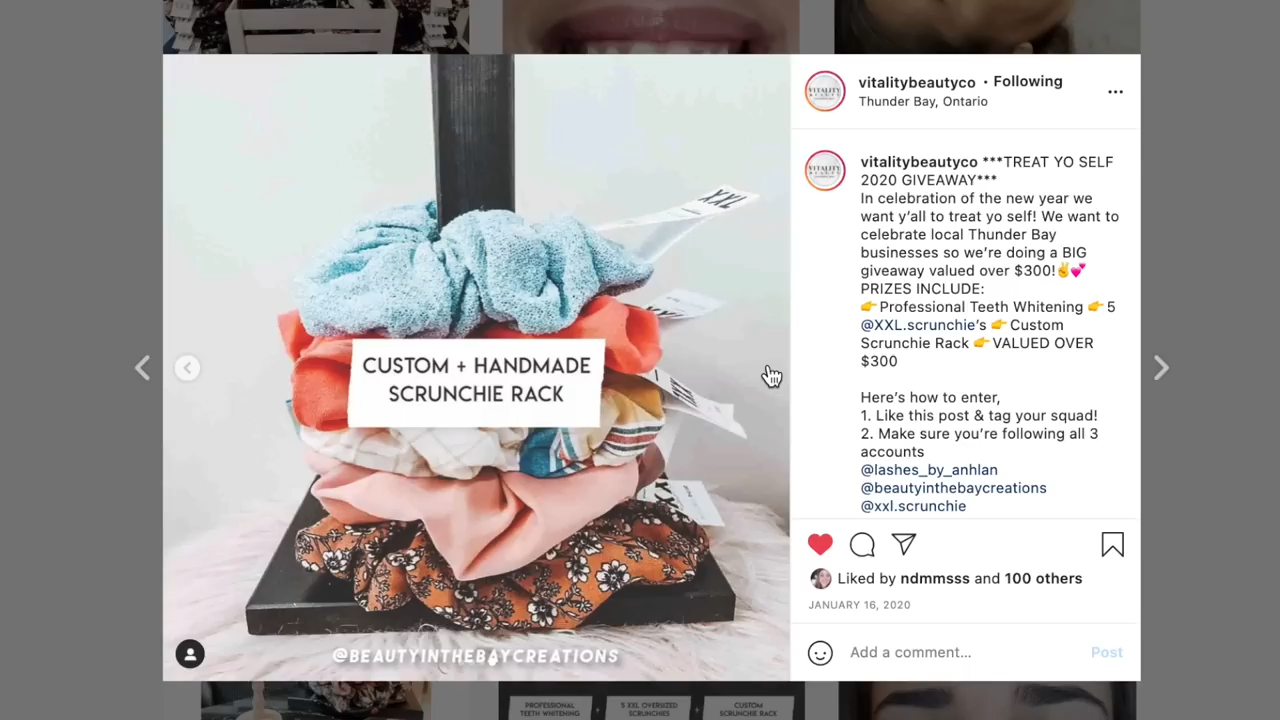 XXL
CUSTOM + HANDMADE
SCRUNCHIE RACK
@BEAUTYINTHEBAYCREATIONS
vitalitybeautyco • Following
Thunder Bay, Ontario
vitalitybeautyco ***TREAT YO SELF
2020 GIVEAWAY***
In celebration of the new year we
want y’all to treat yo self! We want to
celebrate local Thunder Bay
businesses so we’re doing a BIG
giveaway valued over $300!✌️💕
PRIZES INCLUDE:
👉Professional Teeth Whitening 👉5
@XXL.scrunchie’s 👉Custom
Scrunchie Rack 👉VALUED OVER
$300
Here’s how to enter,
1. Like this post & tag your squad!
2. Make sure you’re following all 3
accounts
@lashes_by_anhlan
@beautyinthebaycreations
@xxl.scrunchie
Liked by ndmmsss and 100 others
JANUARY 16, 2020
Add a comment... Post
PROFESSIONAL
TEETH WHITENING
5 XXL OVERSIZED
SCRUNCHIES
CUSTOM
SCRUNCHIE RACK